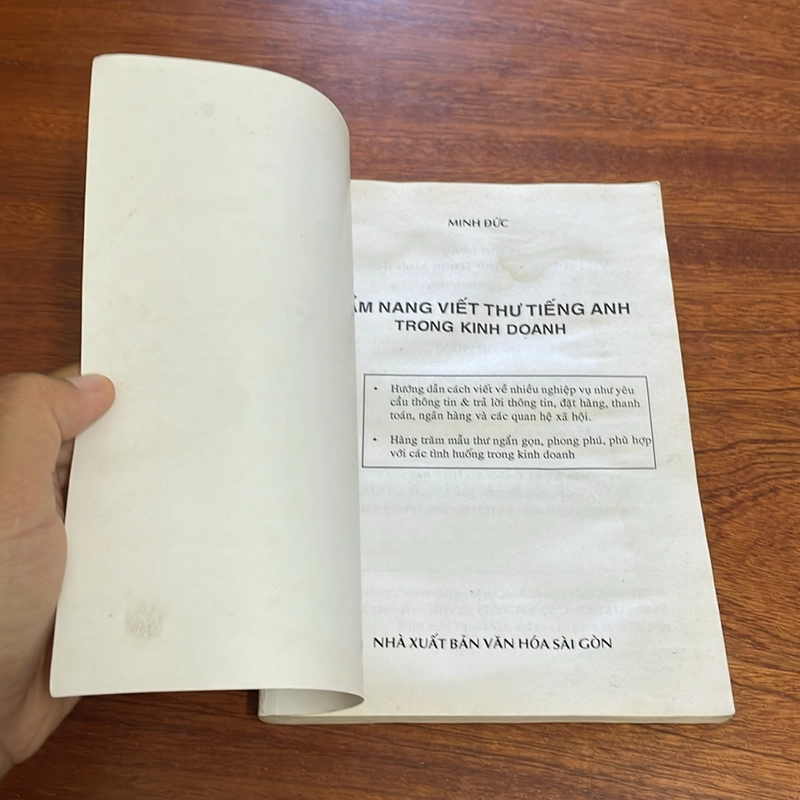 MINH ĐỨC
ẨM NANG VIẾT THƯ TIẾNG ANH
TRONG KINH DOANH
• Hướng dẫn cách viết về nhiều nghiệp vụ như yêu
cầu thông tin & trả lời thông tin, đặt hàng, thanh
toán, ngân hàng và các quan hệ xã hội.
• Hàng trăm mẫu thư ngắn gọn, phong phú, phù hợp
với các tình huống trong kinh doanh
NHÀ XUẤT BẢN VĂN HÓA SÀI GÒN